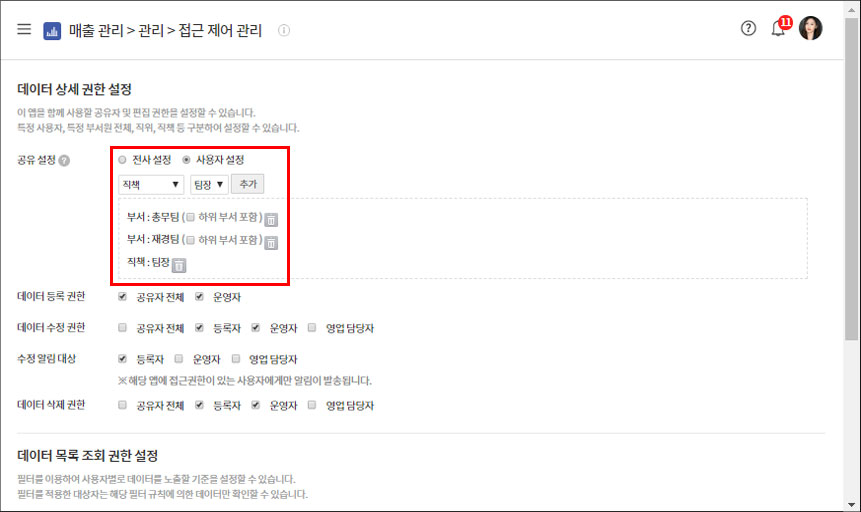 매출 관리 > 관리 > 접근 제어 관리
11
데이터 상세 권한 설정
이 앱을 함께 사용할 공유자 및 편집 권한을 설정할 수 있습니다.
특정 사용자, 특정 부서원 전체, 직위, 직책 등 구분하여 설정할 수 있습니다.
공유 설정 ? 전사 설정 사용자 설정
직책 ▼ 팀장 ▼ 추가
부서 : 총무팀 ( 하위 부서 포함 )
부서 : 재경팀 ( 하위 부서 포함 )
직책 : 팀장
데이터 등록 권한 공유자 전체 운영자
데이터 수정 권한 공유자 전체 등록자 운영자 영업 담당자
수정 알림 대상 등록자 운영자 영업 담당자
※ 해당 앱에 접근권한이 있는 사용자에게만 알림이 발송됩니다.
데이터 삭제 권한 공유자 전체 등록자 운영자 영업 담당자
데이터 목록 조회 권한 설정
필터를 이용하여 사용자별로 데이터를 노출할 기준을 설정할 수 있습니다.
필터를 적용한 대상자는 해당 필터 규칙에 의한 데이터만 확인할 수 있습니다.